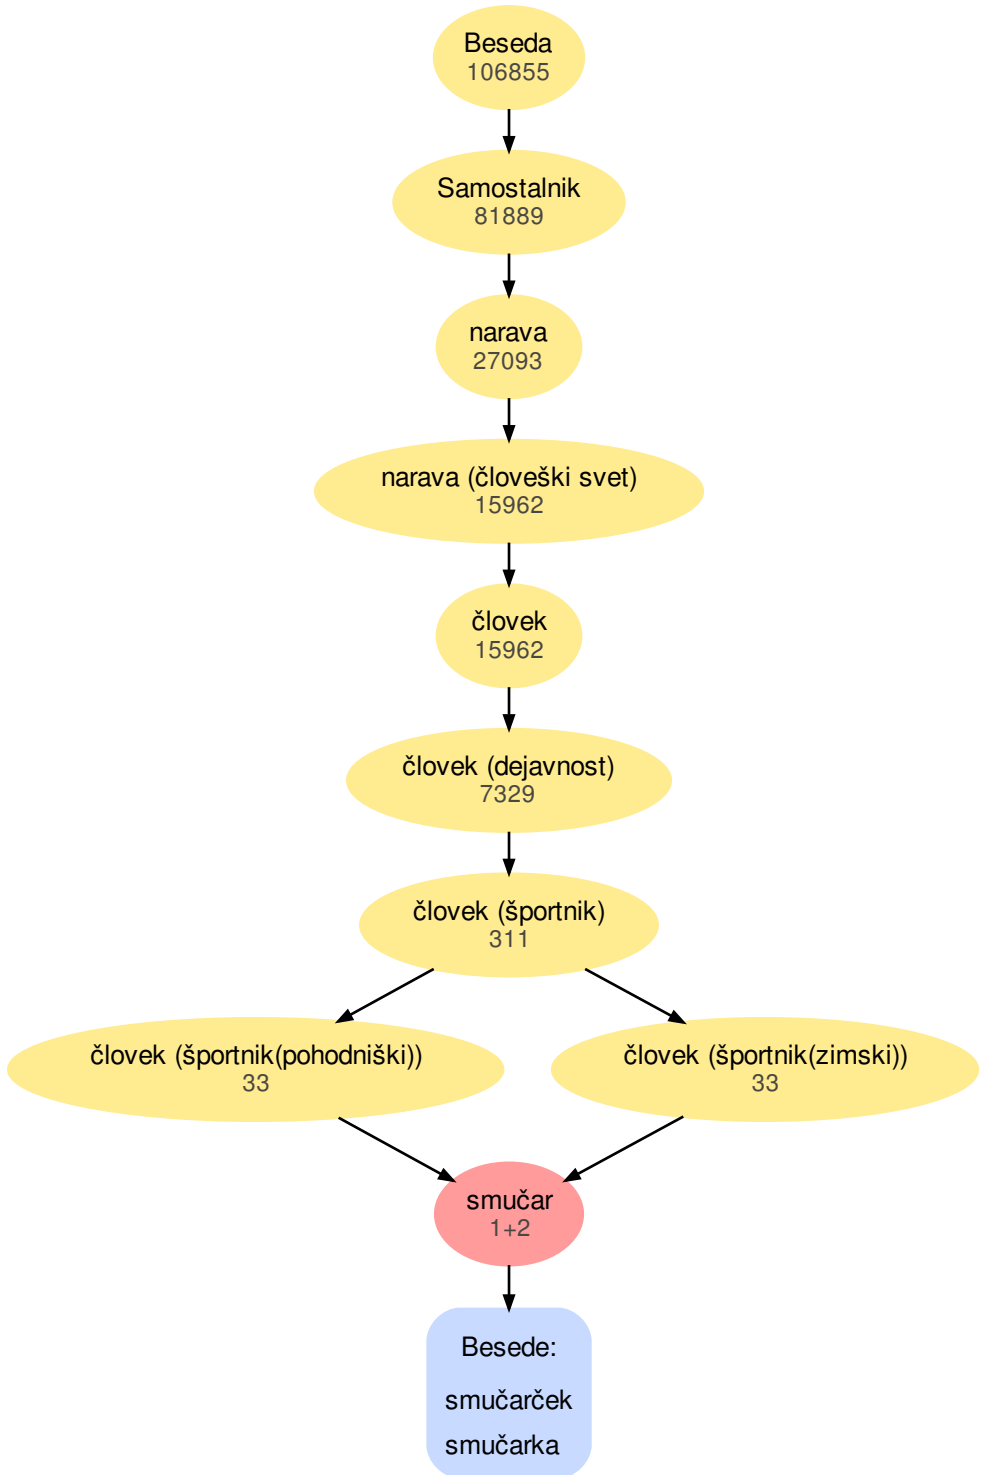 Beseda
106855
Samostalnik
81889
narava
27093
narava (človeški svet)
15962
človek
15962
človek (dejavnost)
7329
človek (športnik)
311
človek (športnik(pohodniški))
33
človek (športnik(zimski))
33
smučar
1+2
Besede:
smučarček
smučarka